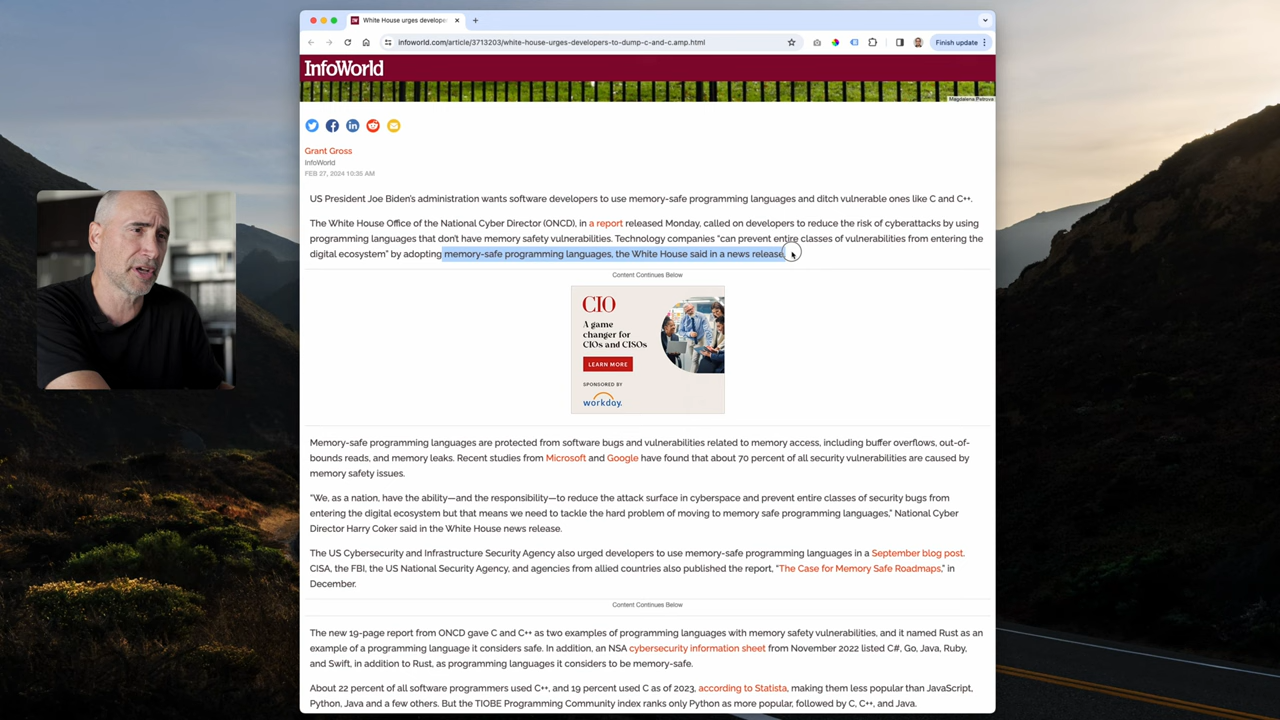 White House urges develope
infoworld.com/article/3713203/white-house-urges-developers-to-dump-c-and-c.amp.html
Finish update
InfoWorld
Magdalena Petrova
Grant Gross
InfoWorld
FEB 27, 2024 10:36 AM
US President Joe Biden's administration wants software developers to use memory-safe programming languages and ditch vulnerable ones like C and C++.
The White House Office of the National Cyber Director (ONCD), in a report released Monday, called on developers to reduce the risk of cyberattacks by using
programming languages that don't have memory safety vulnerabilities. Technology companies "can prevent entire classes of vulnerabilities from entering the
digital ecosystem" by adopting memory-safe programming languages, the White House said in a news release.
Content Continues Below
CIO
A game
changer for
CIOs and CISOs
LEARN MORE
SPONSORED BY
workday.
Memory-safe programming languages are protected from software bugs and vulnerabilities related to memory access, including buffer overflows, out-of-
bounds reads, and memory leaks. Recent studies from Microsoft and Google have found that about 70 percent of all security vulnerabilities are caused by
memory safety issues.
"We, as a nation, have the ability—and the responsibility—to reduce the attack surface in cyberspace and prevent entire classes of security bugs from
entering the digital ecosystem but that means we need to tackle the hard problem of moving to memory safe programming languages," National Cyber
Director Harry Coker said in the White House news release.
The US Cybersecurity and Infrastructure Security Agency also urged developers to use memory-safe programming languages in a September blog post.
CISA, the FBI, the US National Security Agency, and agencies from allied countries also published the report, "The Case for Memory Safe Roadmaps," in
December.
Content Continues Below
The new 19-page report from ONCD gave C and C++ as two examples of programming languages with memory safety vulnerabilities, and it named Rust as an
example of a programming language it considers safe. In addition, an NSA cybersecurity information sheet from November 2022 listed C#, Go, Java, Ruby,
and Swift, in addition to Rust, as programming languages it considers to be memory-safe.
About 22 percent of all software programmers used C++, and 19 percent used C as of 2023, according to Statista, making them less popular than JavaScript,
Python, Java and a few others. But the TIOBE Programming Community index ranks only Python as more popular, followed by C, C++, and Java.